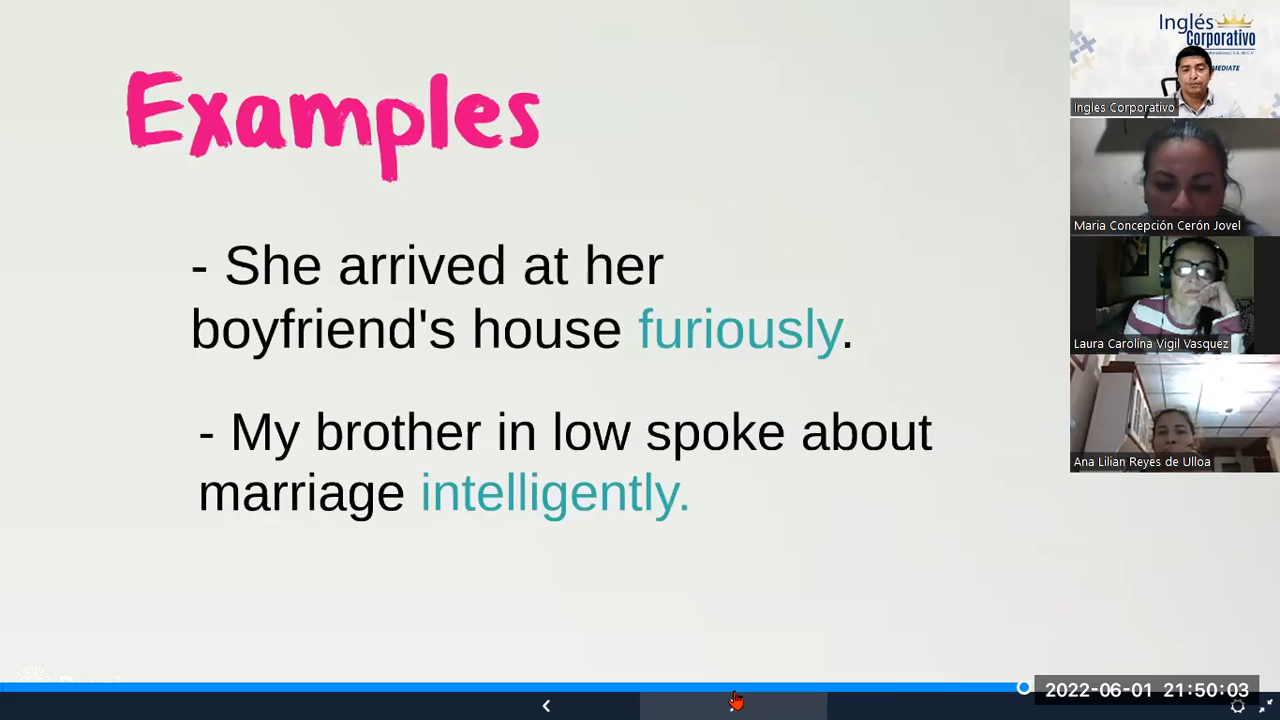 Examples
- She arrived at her
boyfriend's house furiously.
- My brother in low spoke about
marriage intelligently.
Inglés
Corporativo
MEDIATE
Ingles Corporativo
Maria Concepción Cerón Jovel
Laura Carolina Vigil Vasquez
Ana Lilian Reyes de Ulloa
2022-06-01 21:50:03